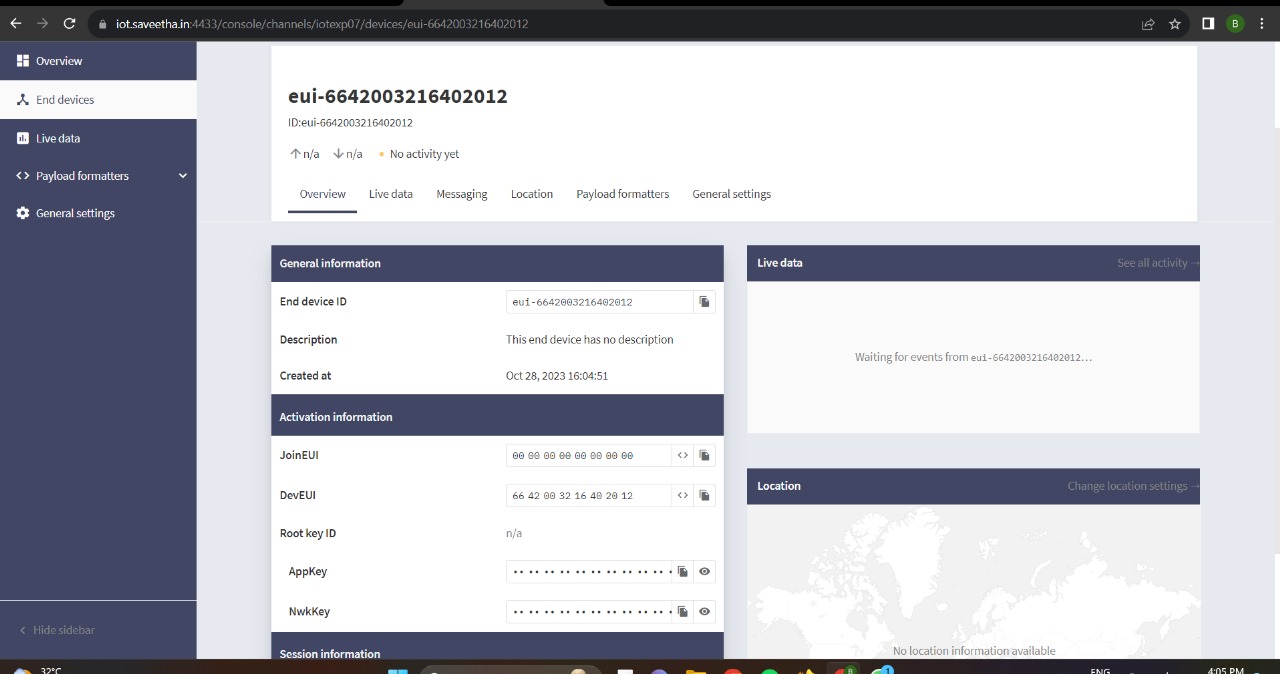 iot.saveetha.in:4433/console/channels/iotexp07/devices/eui-6642003216402012
B
Overview
End devices
Live data
Payload formatters
General settings
Hide sidebar
eui-6642003216402012
ID:eui-6642003216402012
n/a n/a No activity yet
Overview Live data Messaging Location Payload formatters General settings
General information
End device ID eui-6642003216402012
Description This end device has no description
Created at Oct 28, 2023 16:04:51
Activation information
JoinEUI 00 00 00 00 00 00 00 00
DevEUI 66 42 00 32 16 40 20 12
Root key ID n/a
AppKey
NwkKey
Session information
Live data See all activity →
Waiting for events from eui-6642003216402012...
Location Change location settings →
No location information available
32°C
B
1
ENG
4:05 PM